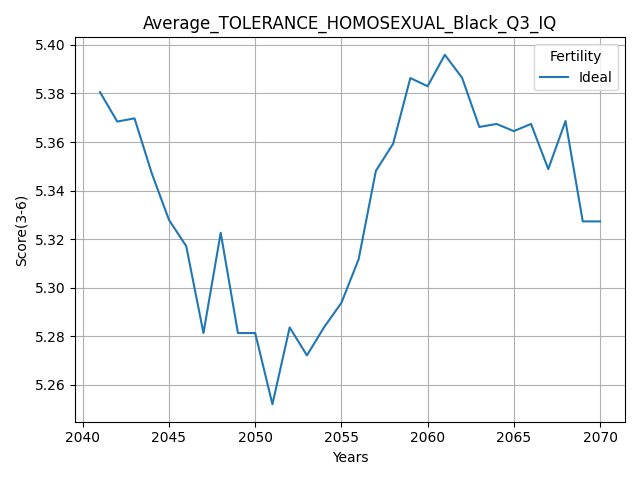 Average_TOLERANCE_HOMOSEXUAL_Black_Q3_IQ
Fertility
Ideal
Score(3-6)
5.40
5.38
5.36
5.34
5.32
5.30
5.28
5.26
2040 2045 2050 2055 2060 2065 2070
Years